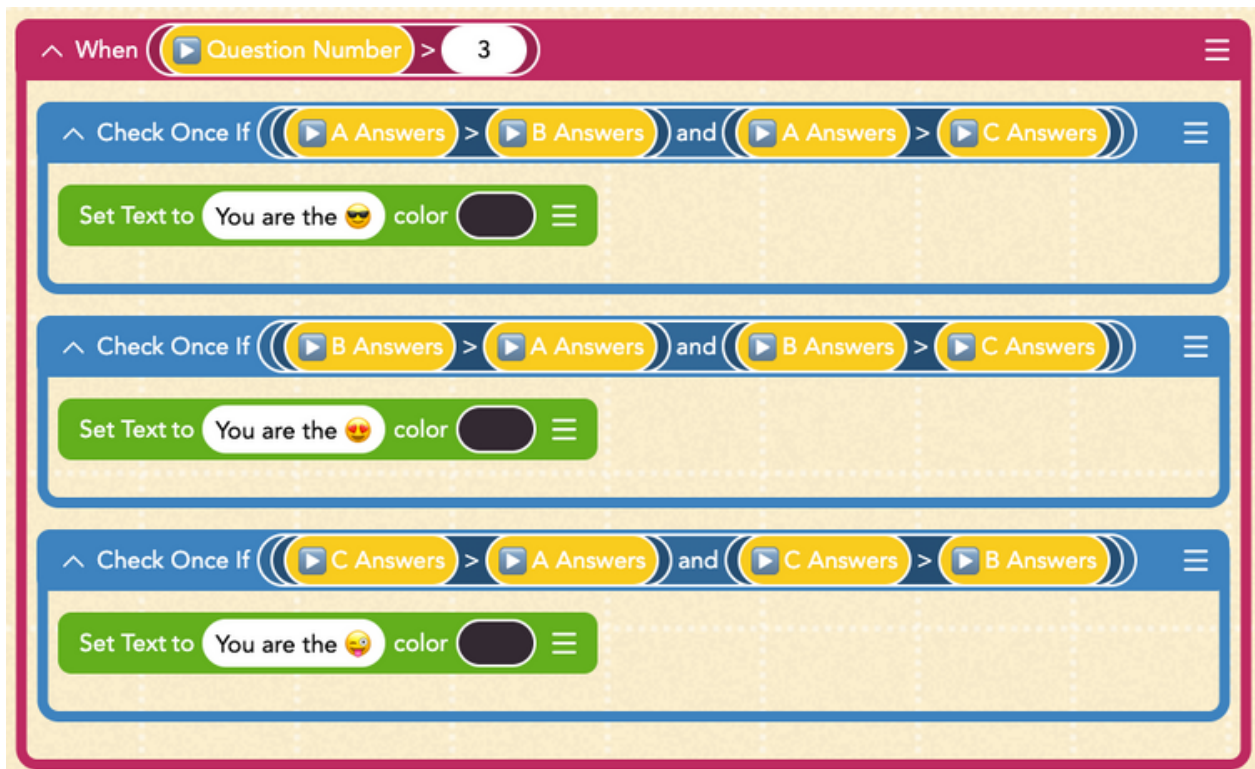 When ((▶️ Question Number) > (3))
Check Once If (((▶️ A Answers) > (▶️ B Answers)) and ((▶️ A Answers) > (▶️ C Answers)))
Set Text to You are the 😎 color
Check Once If (((▶️ B Answers) > (▶️ A Answers)) and ((▶️ B Answers) > (▶️ C Answers)))
Set Text to You are the 😍 color
Check Once If (((▶️ C Answers) > (▶️ A Answers)) and ((▶️ C Answers) > (▶️ B Answers)))
Set Text to You are the 😜 color